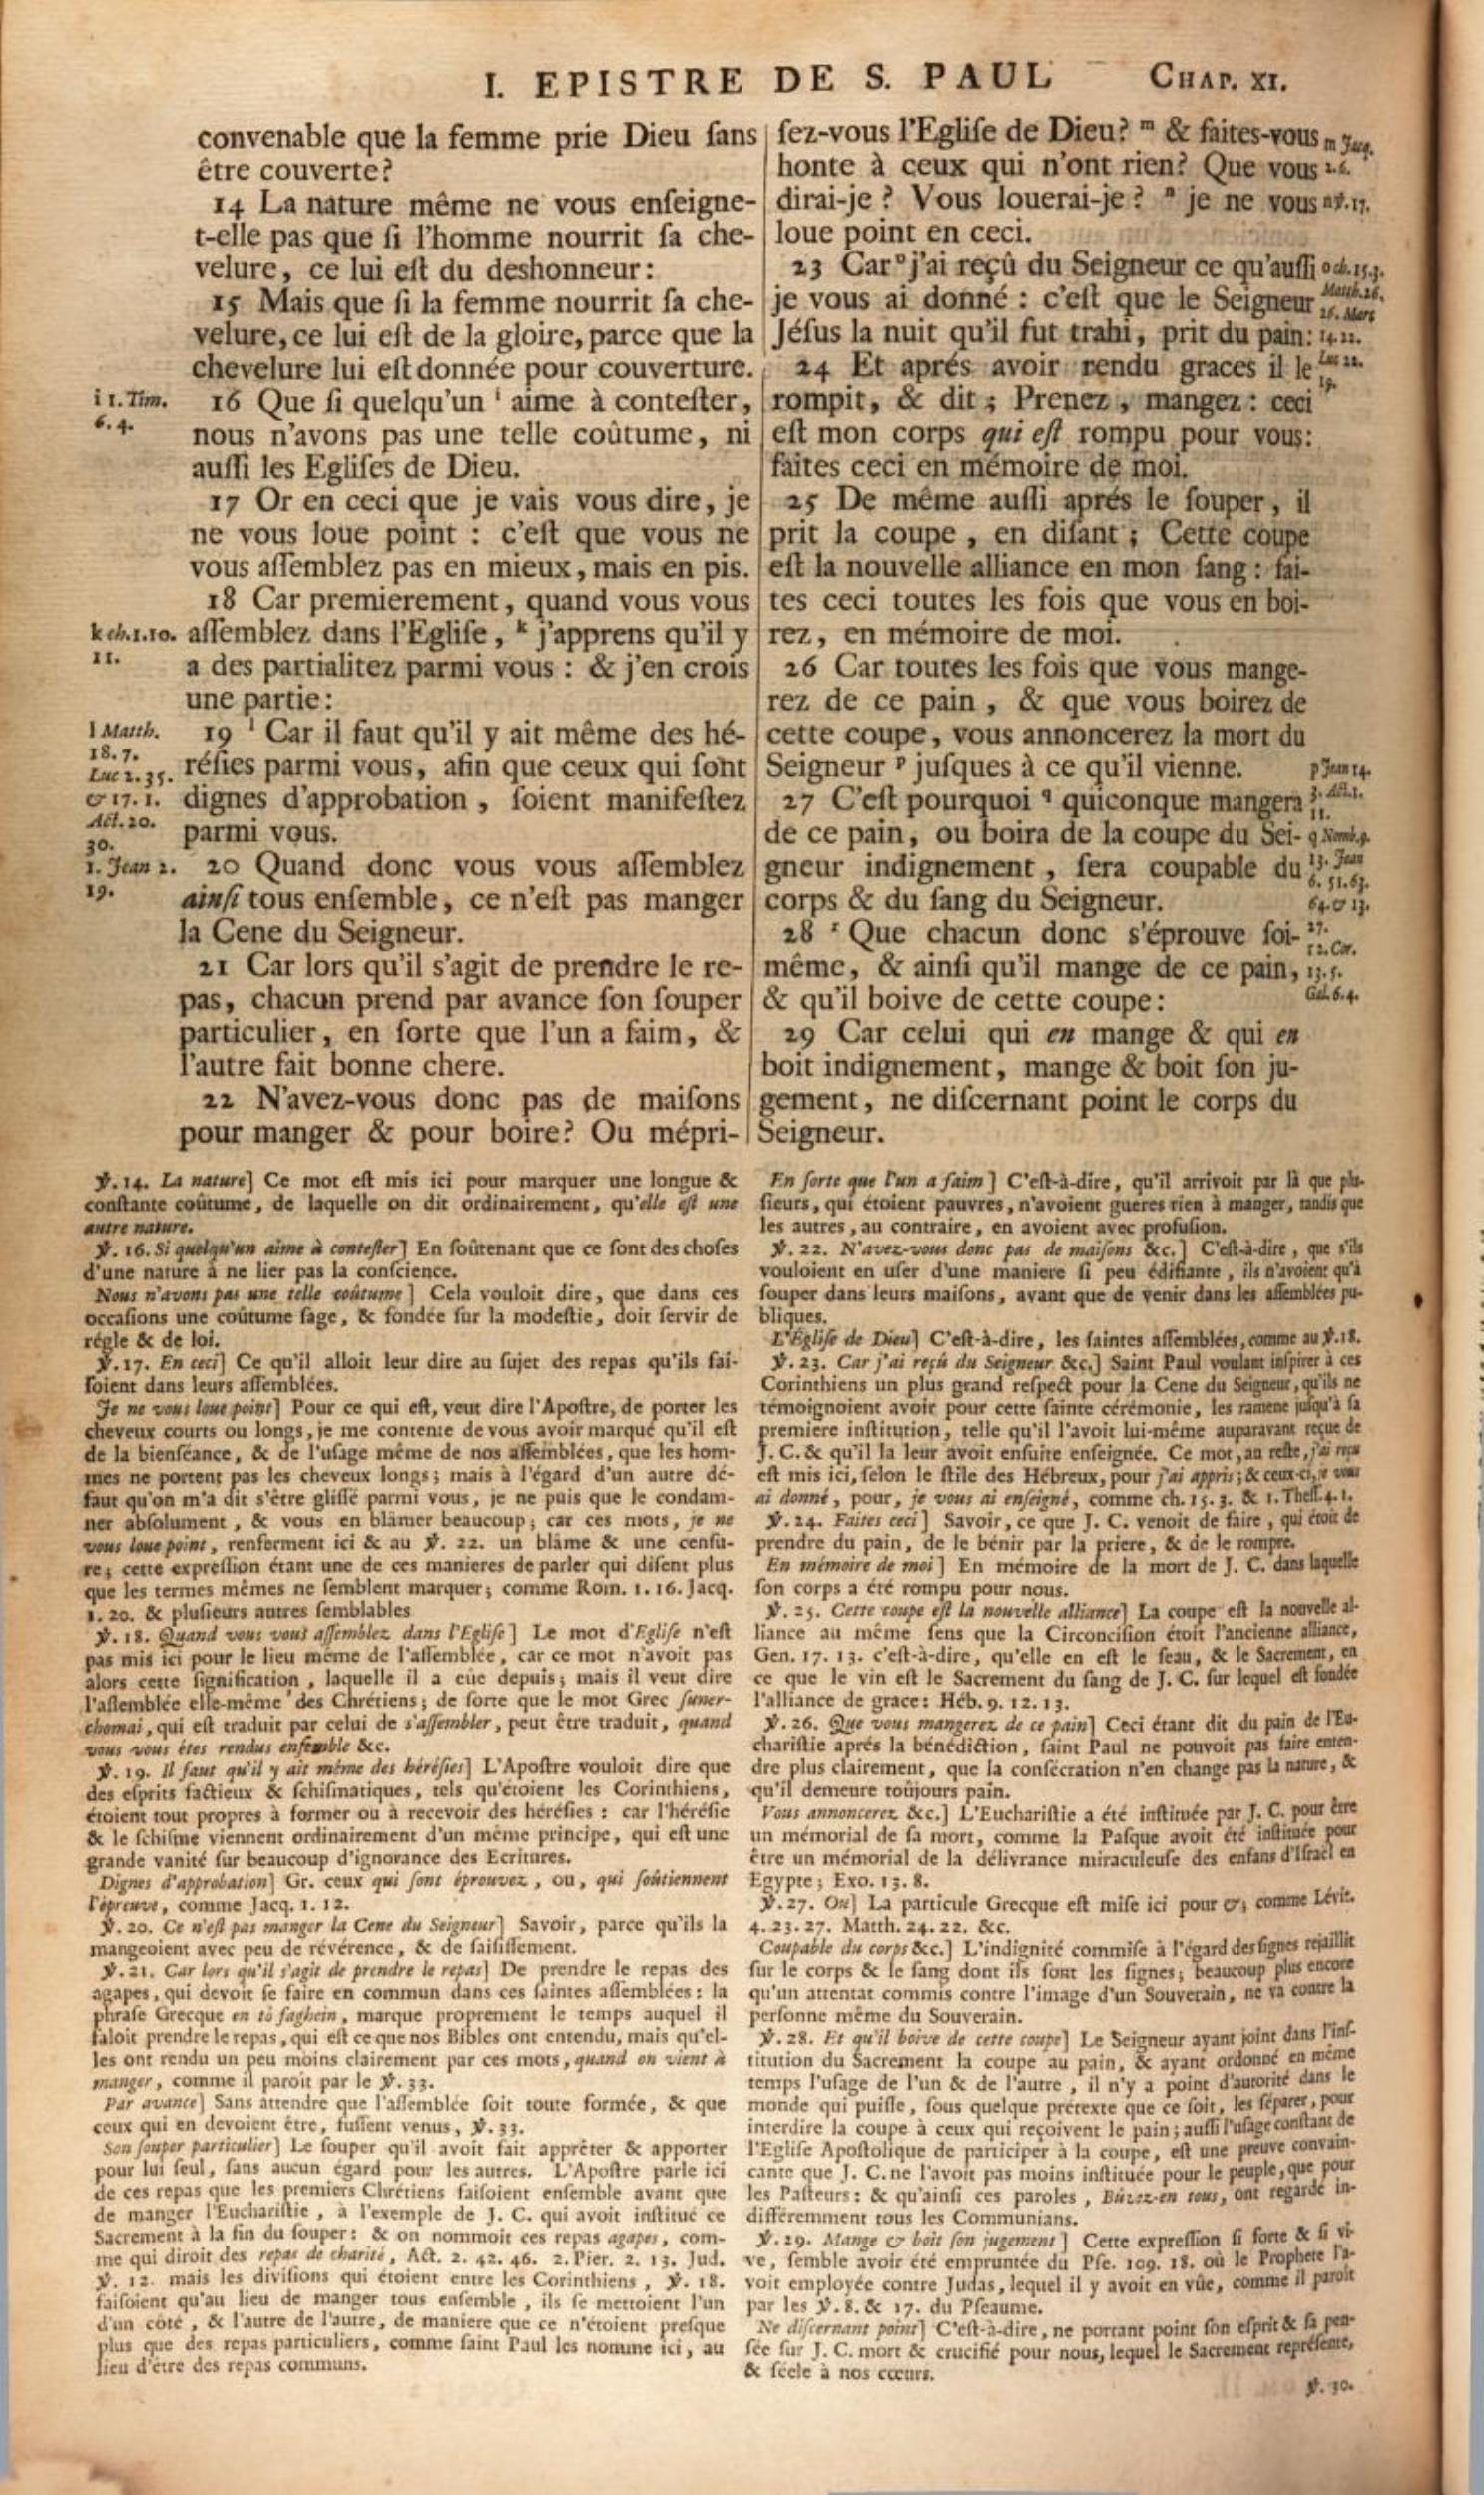 I. EPISTRE DE S. PAUL CHAP. XI.
convenable que la femme prie Dieu ſans
être couverte?
14 La nature même ne vous enſeigne-
t-elle pas que ſi l'homme nourrit ſa che-
velure, ce lui eſt du deshonneur:
15 Mais que ſi la femme nourrit ſa che-
velure, ce lui eſt de la gloire, parce que la
chevelure lui eſt donnée pour couverture.
i 1. Tim.
6. 4.
16 Que ſi quelqu'un i aime à conteſter,
nous n'avons pas une telle coûtume, ni
auſſi les Egliſes de Dieu.
17 Or en ceci que je vais vous dire, je
ne vous loue point : c'eſt que vous ne
vous aſſemblez pas en mieux, mais en pis.
18 Car premierement, quand vous vous
k ch. 1. 10.
11.
aſſemblez dans l'Egliſe, k j'apprens qu'il y
a des partialitez parmi vous : & j'en crois
une partie:
l Matth.
18. 7.
Luc 2. 35.
& 17. 1.
Act. 20.
30.
1. Jean 2.
19.
19 l Car il faut qu'il y ait même des hé-
réſies parmi vous, afin que ceux qui ſont
dignes d'approbation, ſoient manifeſtez
parmi vous.
20 Quand donc vous vous aſſemblez
ainſi tous enſemble, ce n'eſt pas manger
la Cene du Seigneur.
21 Car lors qu'il s'agit de prendre le re-
pas, chacun prend par avance ſon ſouper
particulier, en ſorte que l'un a faim, &
l'autre fait bonne chere.
22 N'avez-vous donc pas de maiſons
pour manger & pour boire? Ou mépri-
ſez-vous l'Egliſe de Dieu? m & faites-vous
honte à ceux qui n'ont rien? Que vous
dirai-je? Vous louerai-je? n je ne vous
loue point en ceci.
m Jaq.
2. 6.
n ℣. 17.
23 Car o j'ai reçû du Seigneur ce qu'auſſi
je vous ai donné : c'eſt que le Seigneur
Jéſus la nuit qu'il fut trahi, prit du pain:
o ch. 15. 3.
Matth. 26.
26. Marc
14. 22.
Luc 22.
19.
24 Et aprés avoir rendu graces il le
rompit, & dit ; Prenez, mangez: ceci
eſt mon corps qui eſt rompu pour vous:
faites ceci en mémoire de moi.
25 De même auſſi aprés le ſouper, il
prit la coupe, en diſant ; Cette coupe
eſt la nouvelle alliance en mon ſang : fai-
tes ceci toutes les fois que vous en boi-
rez, en mémoire de moi.
26 Car toutes les fois que vous mange-
rez de ce pain, & que vous boirez de
cette coupe, vous annoncerez la mort du
Seigneur p juſques à ce qu'il vienne.
p Jean 14.
3. Act. 1.
11.
27 C'eſt pourquoi q quiconque mangera
de ce pain, ou boira de la coupe du Sei-
gneur indignement, ſera coupable du
corps & du ſang du Seigneur.
q Nomb. 9.
13. Jean
6. 51. 63.
64. & 13.
27.
28 r Que chacun donc s'éprouve ſoi-
même, & ainſi qu'il mange de ce pain,
& qu'il boive de cette coupe:
r 2. Cor.
13. 5.
Gal. 6. 4.
29 Car celui qui en mange & qui en
boit indignement, mange & boit ſon ju-
gement, ne diſcernant point le corps du
Seigneur.
℣. 14. La nature] Ce mot eſt mis ici pour marquer une longue &
conſtante coûtume, de laquelle on dit ordinairement, qu'elle eſt une
autre nature.
℣. 16. Si quelqu'un aime à conteſter] En ſoûtenant que ce ſont des choſes
d'une nature à ne lier pas la conſcience.
Nous n'avons pas une telle coûtume] Cela vouloit dire, que dans ces
occaſions une coûtume ſage, & fondée ſur la modeſtie, doit ſervir de
régle & de loi.
℣. 17. En ceci] Ce qu'il alloit leur dire au ſujet des repas qu'ils fai-
ſoient dans leurs aſſemblées.
Je ne vous loue point] Pour ce qui eſt, veut dire l'Apoſtre, de porter les
cheveux courts ou longs, je me contente de vous avoir marqué qu'il eſt
de la bienſéance, & de l'uſage même de nos aſſemblées, que les hom-
mes ne portent pas les cheveux longs; mais à l'égard d'un autre dé-
faut qu'on m'a dit s'être gliſſé parmi vous, je ne puis que le condam-
ner abſolument, & vous en blâmer beaucoup; car ces mots, je ne
vous loue point, renferment ici & au ℣. 22. un blâme & une cenſu-
re; cette expreſſion étant une de ces manieres de parler qui diſent plus
que les termes mêmes ne ſemblent marquer; comme Rom. 1. 16. Jacq.
1. 20. & pluſieurs autres ſemblables
℣. 18. Quand vous vous aſſemblez dans l'Egliſe] Le mot d'Egliſe n'eſt
pas mis ici pour le lieu même de l'aſſemblée, car ce mot n'avoit pas
alors cette ſignification, laquelle il a eûe depuis; mais il veut dire
l'aſſemblée elle-même des Chrétiens; de ſorte que le mot Grec ſuner-
chomai, qui eſt traduit par celui de s'aſſembler, peut être traduit, quand
vous vous êtes rendus enſemble &c.
℣. 19. Il faut qu'il y ait même des héréſies] L'Apoſtre vouloit dire que
des eſprits factieux & ſchiſmatiques, tels qu'étoient les Corinthiens,
étoient tout propres à former ou à recevoir des héréſies : car l'héréſie
& le ſchiſme viennent ordinairement d'un même principe, qui eſt une
grande vanité ſur beaucoup d'ignorance des Ecritures.
Dignes d'approbation] Gr. ceux qui ſont éprouvez, ou, qui ſoûtiennent
l'épreuve, comme Jacq. 1. 12.
℣. 20. Ce n'eſt pas manger la Cene du Seigneur] Savoir, parce qu'ils la
mangeoient avec peu de révérence, & de ſaiſiſſement.
℣. 21. Car lors qu'il s'agit de prendre le repas] De prendre le repas des
agapes, qui devoit ſe faire en commun dans ces ſaintes aſſemblées : la
phraſe Grecque en tô faghein, marque proprement le temps auquel il
faloit prendre le repas, qui eſt ce que nos Bibles ont entendu, mais qu'el-
les ont rendu un peu moins clairement par ces mots, quand on vient à
manger, comme il paroit par le ℣. 33.
Par avance] Sans attendre que l'aſſemblée ſoit toute formée, & que
ceux qui en devoient être, fuſſent venus, ℣. 33.
Son ſouper particulier] Le ſouper qu'il avoit fait apprêter & apporter
pour lui ſeul, ſans aucun égard pour les autres. L'Apoſtre parle ici
de ces repas que les premiers Chrétiens faiſoient enſemble avant que
de manger l'Euchariſtie, à l'exemple de J. C. qui avoit inſtitué ce
Sacrement à la fin du ſouper : & on nommoit ces repas agapes, com-
me qui diroit des repas de charité, Act. 2. 42. 46. 2. Pier. 2. 13. Jud.
℣. 12. mais les diviſions qui étoient entre les Corinthiens, ℣. 18.
faiſoient qu'au lieu de manger tous enſemble, ils ſe mettoient l'un
d'un côté, & l'autre de l'autre, de maniere que ce n'étoient preſque
plus que des repas particuliers, comme ſaint Paul les nomme ici, au
lieu d'être des repas communs.
En ſorte que l'un a faim] C'eſt-à-dire, qu'il arrivoit par là que plu-
ſieurs, qui étoient pauvres, n'avoient gueres rien à manger, tandis que
les autres, au contraire, en avoient avec profuſion.
℣. 22. N'avez-vous donc pas de maiſons &c.] C'eſt-à-dire, que s'ils
vouloient en uſer d'une maniere ſi peu édifiante, ils n'avoient qu'à
ſouper dans leurs maiſons, avant que de venir dans les aſſemblées pu-
bliques.
L'Egliſe de Dieu] C'eſt-à-dire, les ſaintes aſſemblées, comme au ℣. 18.
℣. 23. Car j'ai reçû du Seigneur &c.] Saint Paul voulant inſpirer à ces
Corinthiens un plus grand reſpect pour la Cene du Seigneur, qu'ils ne
témoignoient avoir pour cette ſainte cérémonie, les ramene juſqu'à ſa
premiere inſtitution, telle qu'il l'avoit lui-même auparavant reçue de
J. C. & qu'il la leur avoit enſuite enſeignée. Ce mot, au reſte, j'ai reçu
eſt mis ici, ſelon le ſtile des Hébreux, pour j'ai appris; & ceux-ci, je vous
ai donné, pour, je vous ai enſeigné, comme ch. 15. 3. & 1. Theſſ. 4. 1.
℣. 24. Faites ceci] Savoir, ce que J. C. venoit de faire, qui étoit de
prendre du pain, de le bénir par la priere, & de le rompre.
En mémoire de moi] En mémoire de la mort de J. C. dans laquelle
ſon corps a été rompu pour nous.
℣. 25. Cette coupe eſt la nouvelle alliance] La coupe eſt la nouvelle al-
liance au même ſens que la Circonciſion étoit l'ancienne alliance,
Gen. 17. 13. c'eſt-à-dire, qu'elle en eſt le ſeau, & le Sacrement, en
ce que le vin eſt le Sacrement du ſang de J. C. ſur lequel eſt fondée
l'alliance de grace: Héb. 9. 12. 13.
℣. 26. Que vous mangerez de ce pain] Ceci étant dit du pain de l'Eu-
chariſtie aprés la bénédiction, ſaint Paul ne pouvoit pas faire enten-
dre plus clairement, que la conſécration n'en change pas la nature, &
qu'il demeure toûjours pain.
Vous annoncerez &c.] L'Euchariſtie a été inſtituée par J. C. pour être
un mémorial de ſa mort, comme la Paſque avoit été inſtituée pour
être un mémorial de la délivrance miraculeuſe des enfans d'Iſraël en
Egypte; Exo. 13. 8.
℣. 27. Ou] La particule Grecque eſt miſe ici pour &, comme Lévit.
4. 23. 27. Matth. 24. 22. &c.
Coupable du corps &c.] L'indignité commiſe à l'égard des ſignes rejaillit
ſur le corps & le ſang dont ils ſont les ſignes; beaucoup plus encore
qu'un attentat commis contre l'image d'un Souverain, ne va contre la
perſonne même du Souverain.
℣. 28. Et qu'il boive de cette coupe] Le Seigneur ayant joint dans l'inſ-
titution du Sacrement la coupe au pain, & ayant ordonné en même
temps l'uſage de l'un & de l'autre, il n'y a point d'autorité dans le
monde qui puiſſe, ſous quelque prétexte que ce ſoit, les ſéparer, pour
interdire la coupe à ceux qui reçoivent le pain; auſſi l'uſage conſtant de
l'Egliſe Apoſtolique de participer à la coupe, eſt une preuve convain-
cante que J. C. ne l'avoit pas moins inſtituée pour le peuple, que pour
les Paſteurs: & qu'ainſi ces paroles, Bûvez-en tous, ont regardé in-
différemment tous les Communians.
℣. 29. Mange & boit ſon jugement] Cette expreſſion ſi forte & ſi vi-
ve, ſemble avoir été empruntée du Pſe. 109. 18. où le Prophete l'a-
voit employée contre Judas, lequel il y avoit en vûe, comme il paroît
par les ℣. 8. & 17. du Pſeaume.
Ne diſcernant point] C'eſt-à-dire, ne portant point ſon eſprit & ſa pen-
ſée ſur J. C. mort & crucifié pour nous, lequel le Sacrement repréſente,
& ſéele à nos cœurs.
℣. 30.